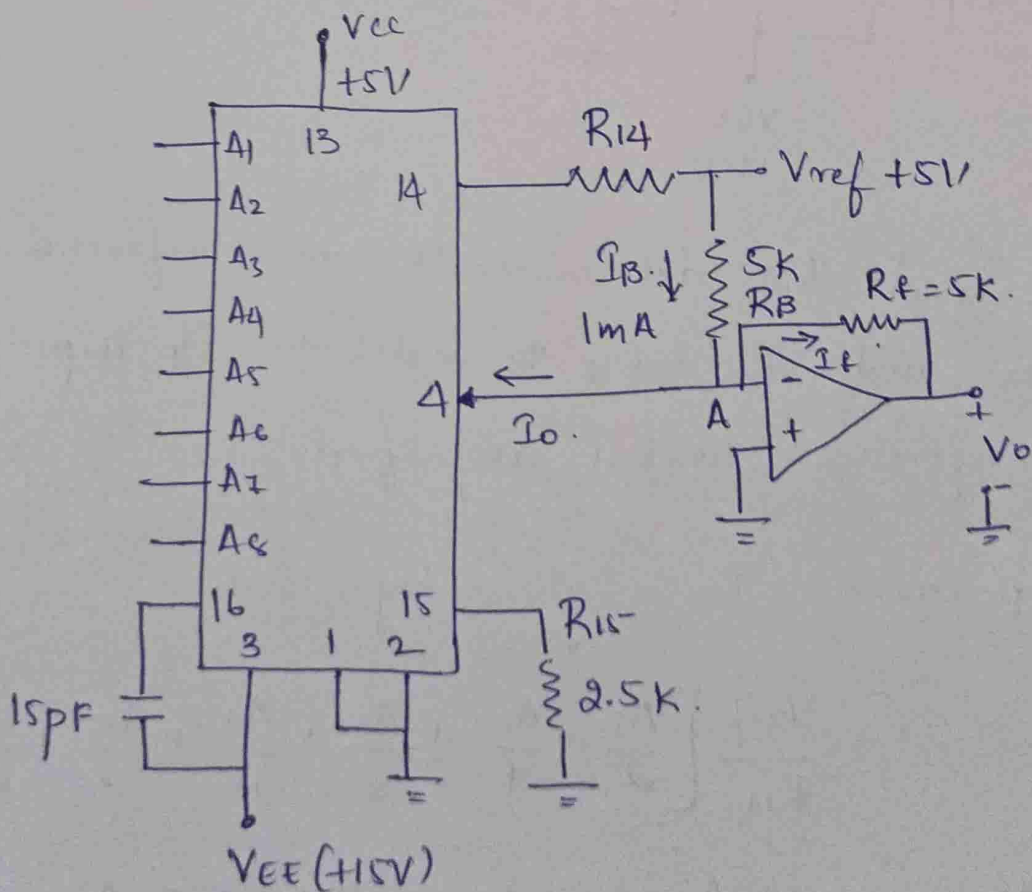 Vcc
+5V
A1 13
R14
14
Vref +5V
A2
A3
IB
5K
RB
Rf=5K.
1mA
If
A4
A5
4
Io.
A
-
+
+
Vo
-
A6
A7
A8
16
15
R15
3
1
2
2.5K.
15pF
VEE (+15V)